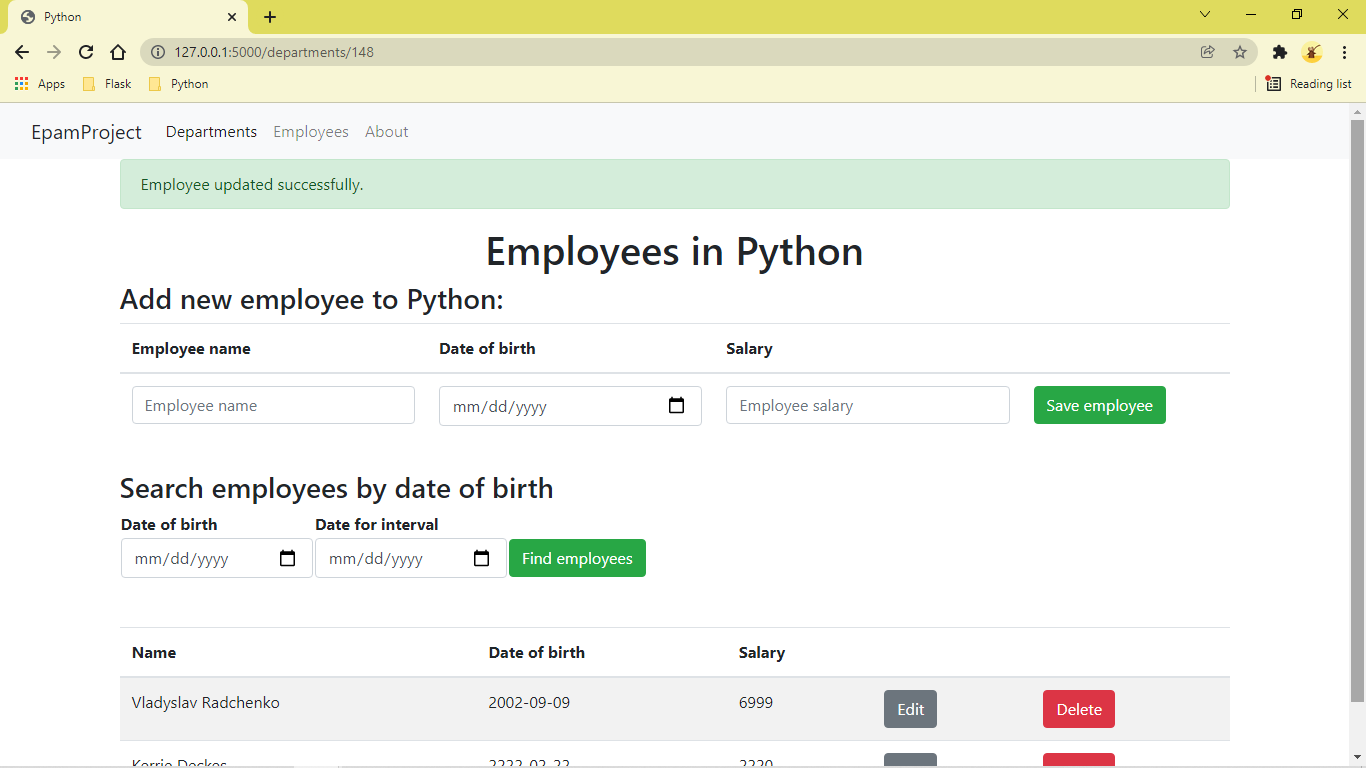 Python
127.0.0.1:5000/departments/148
Apps Flask Python Reading list
EpamProject Departments Employees About
Employee updated successfully.
Employees in Python
Add new employee to Python:
Employee name Date of birth Salary
Employee name mm/dd/yyyy Employee salary Save employee
Search employees by date of birth
Date of birth Date for interval
mm/dd/yyyy mm/dd/yyyy Find employees
Name Date of birth Salary
Vladyslav Radchenko 2002-09-09 6999 Edit Delete
2222-02-22 2220